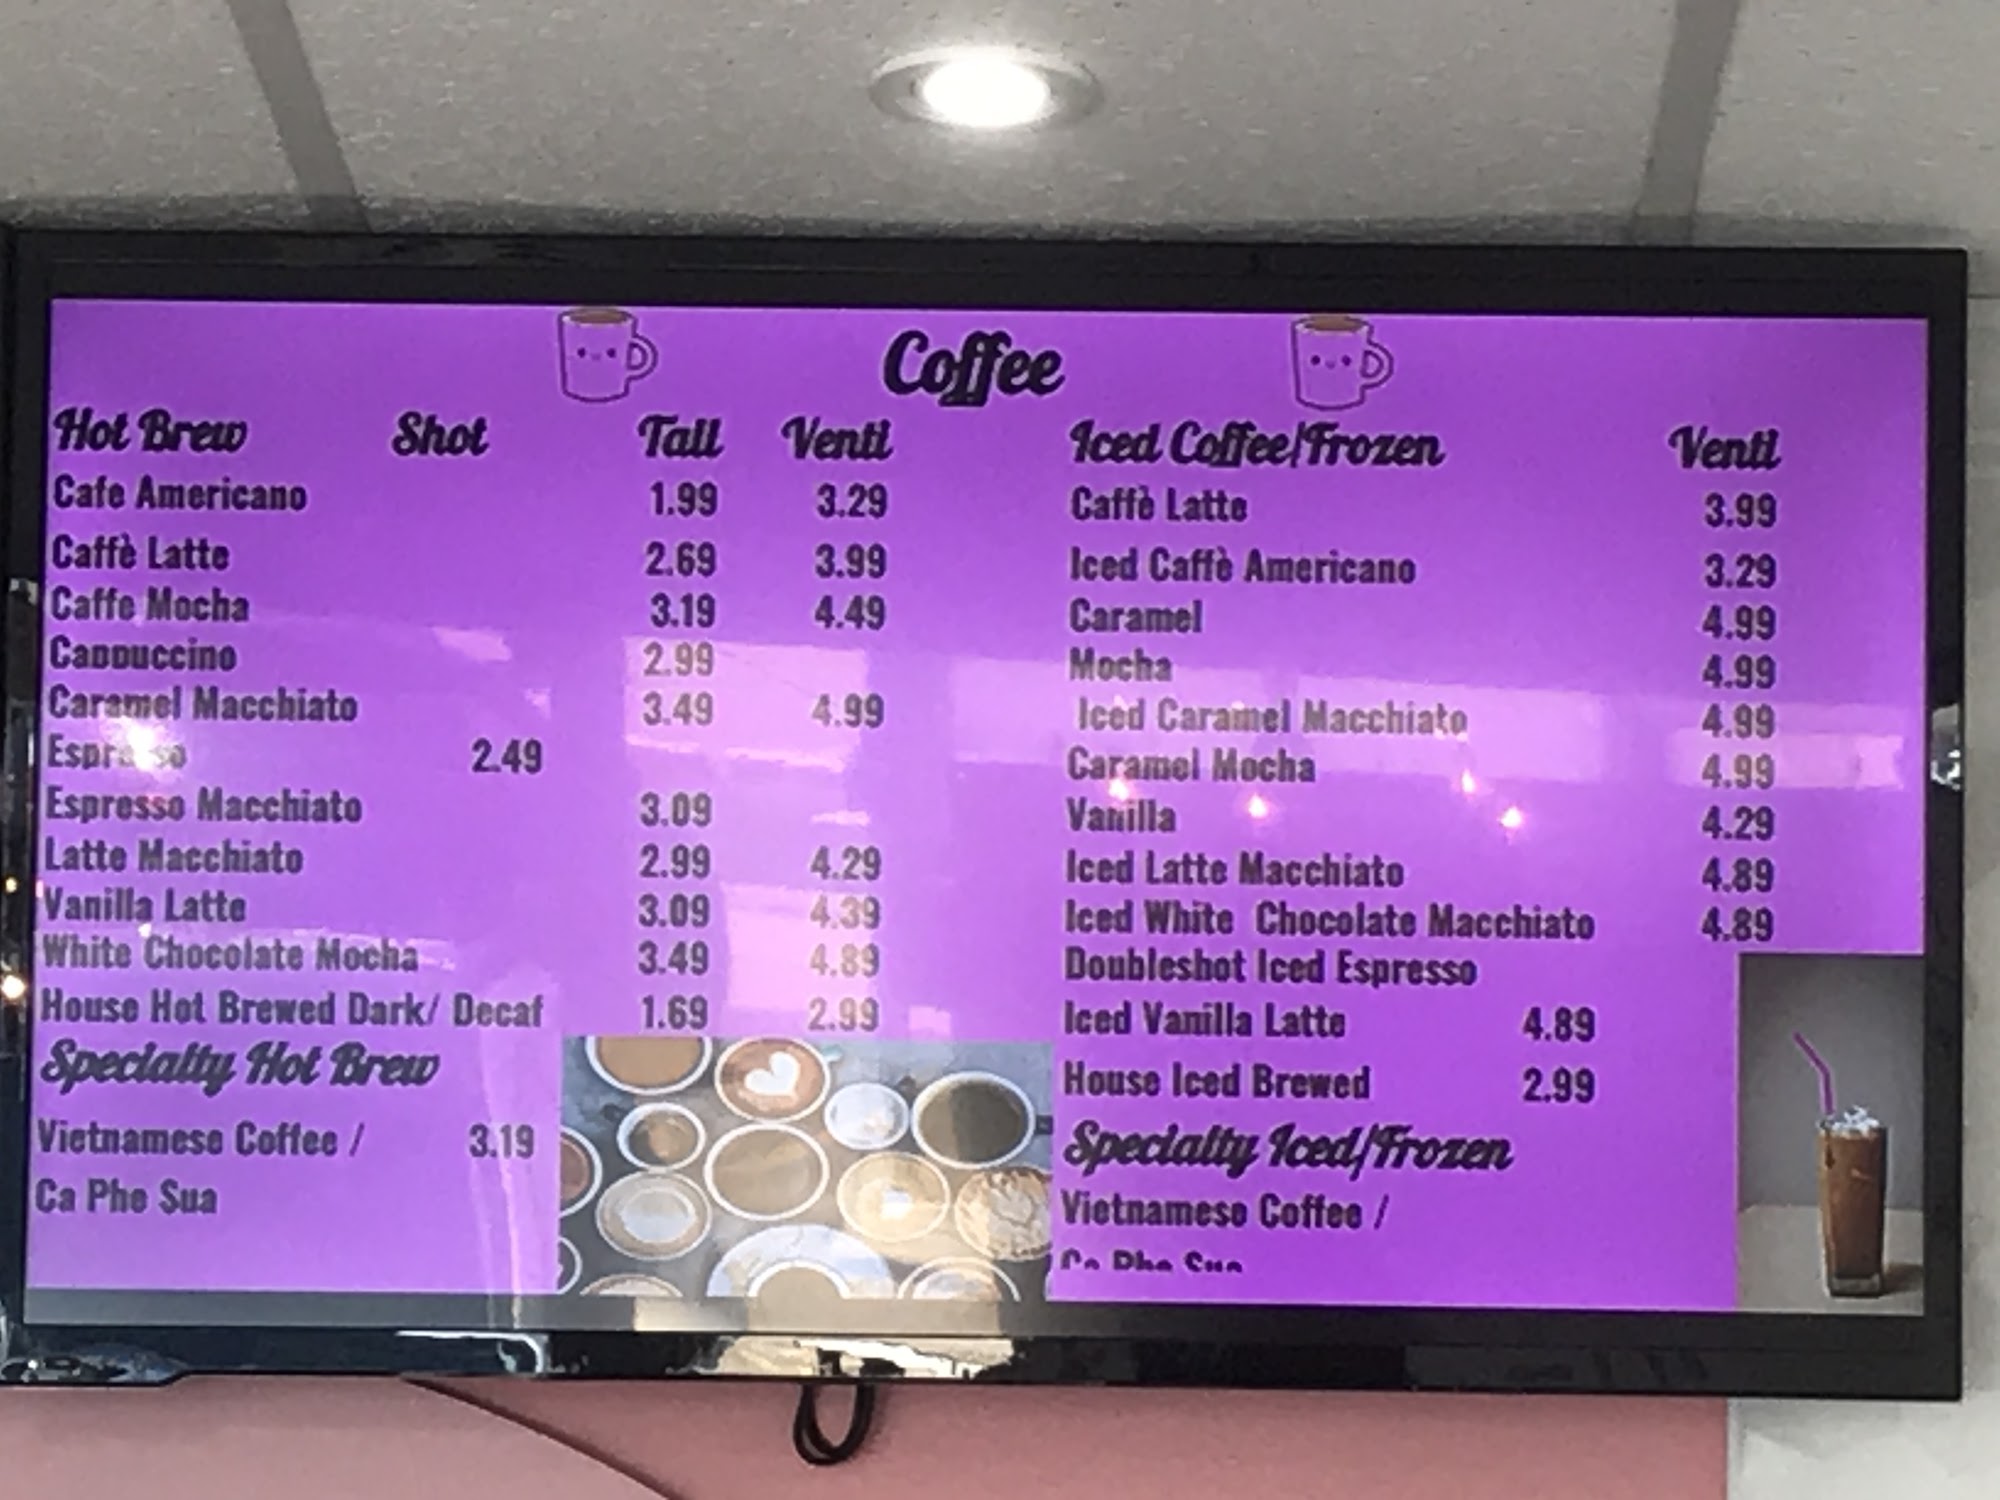 Coffee
Hot Brew Shot Tall Venti
Cafe Americano 1.99 3.29
Caffè Latte 2.69 3.99
Caffe Mocha 3.19 4.49
Cappuccino 2.99
Caramel Macchiato 3.49 4.99
Espresso 2.49
Espresso Macchiato 3.09
Latte Macchiato 2.99 4.29
Vanilla Latte 3.09 4.39
White Chocolate Mocha 3.49 4.89
House Hot Brewed Dark/ Decaf 1.69 2.99
Specialty Hot Brew
Vietnamese Coffee / 3.19
Ca Phe Sua
Iced Coffee/Frozen Venti
Caffè Latte 3.99
Iced Caffè Americano 3.29
Caramel 4.99
Mocha 4.99
Iced Caramel Macchiato 4.99
Caramel Mocha 4.99
Vanilla 4.29
Iced Latte Macchiato 4.89
Iced White Chocolate Macchiato 4.89
Doubleshot Iced Espresso
Iced Vanilla Latte 4.89
House Iced Brewed 2.99
Specialty Iced/Frozen
Vietnamese Coffee /
Ca Phe Sua